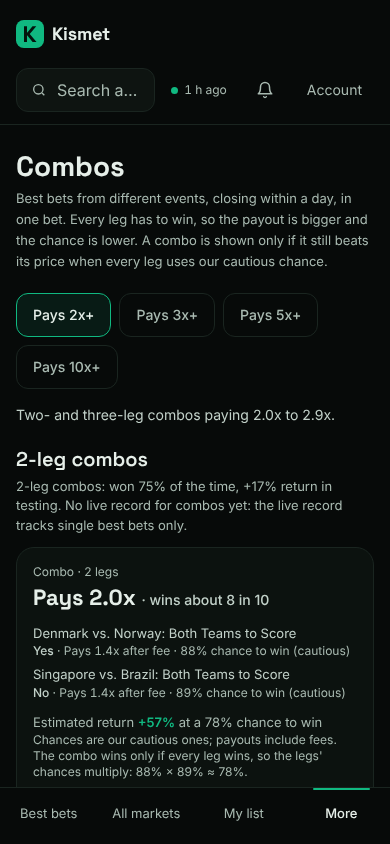 Kismet
Search a...
1 h ago
Account
Combos
Best bets from different events, closing within a day, in
one bet. Every leg has to win, so the payout is bigger and
the chance is lower. A combo is shown only if it still beats
its price when every leg uses our cautious chance.
Pays 2x+
Pays 3x+
Pays 5x+
Pays 10x+
Two- and three-leg combos paying 2.0x to 2.9x.
2-leg combos
2-leg combos: won 75% of the time, +17% return in
testing. No live record for combos yet: the live record
tracks single best bets only.
Combo · 2 legs
Pays 2.0x · wins about 8 in 10
Denmark vs. Norway: Both Teams to Score
Yes · Pays 1.4x after fee · 88% chance to win (cautious)
Singapore vs. Brazil: Both Teams to Score
No · Pays 1.4x after fee · 89% chance to win (cautious)
Estimated return +57% at a 78% chance to win
Chances are our cautious ones; payouts include fees.
The combo wins only if every leg wins, so the legs'
chances multiply: 88% × 89% ≈ 78%.
Best bets
All markets
My list
More